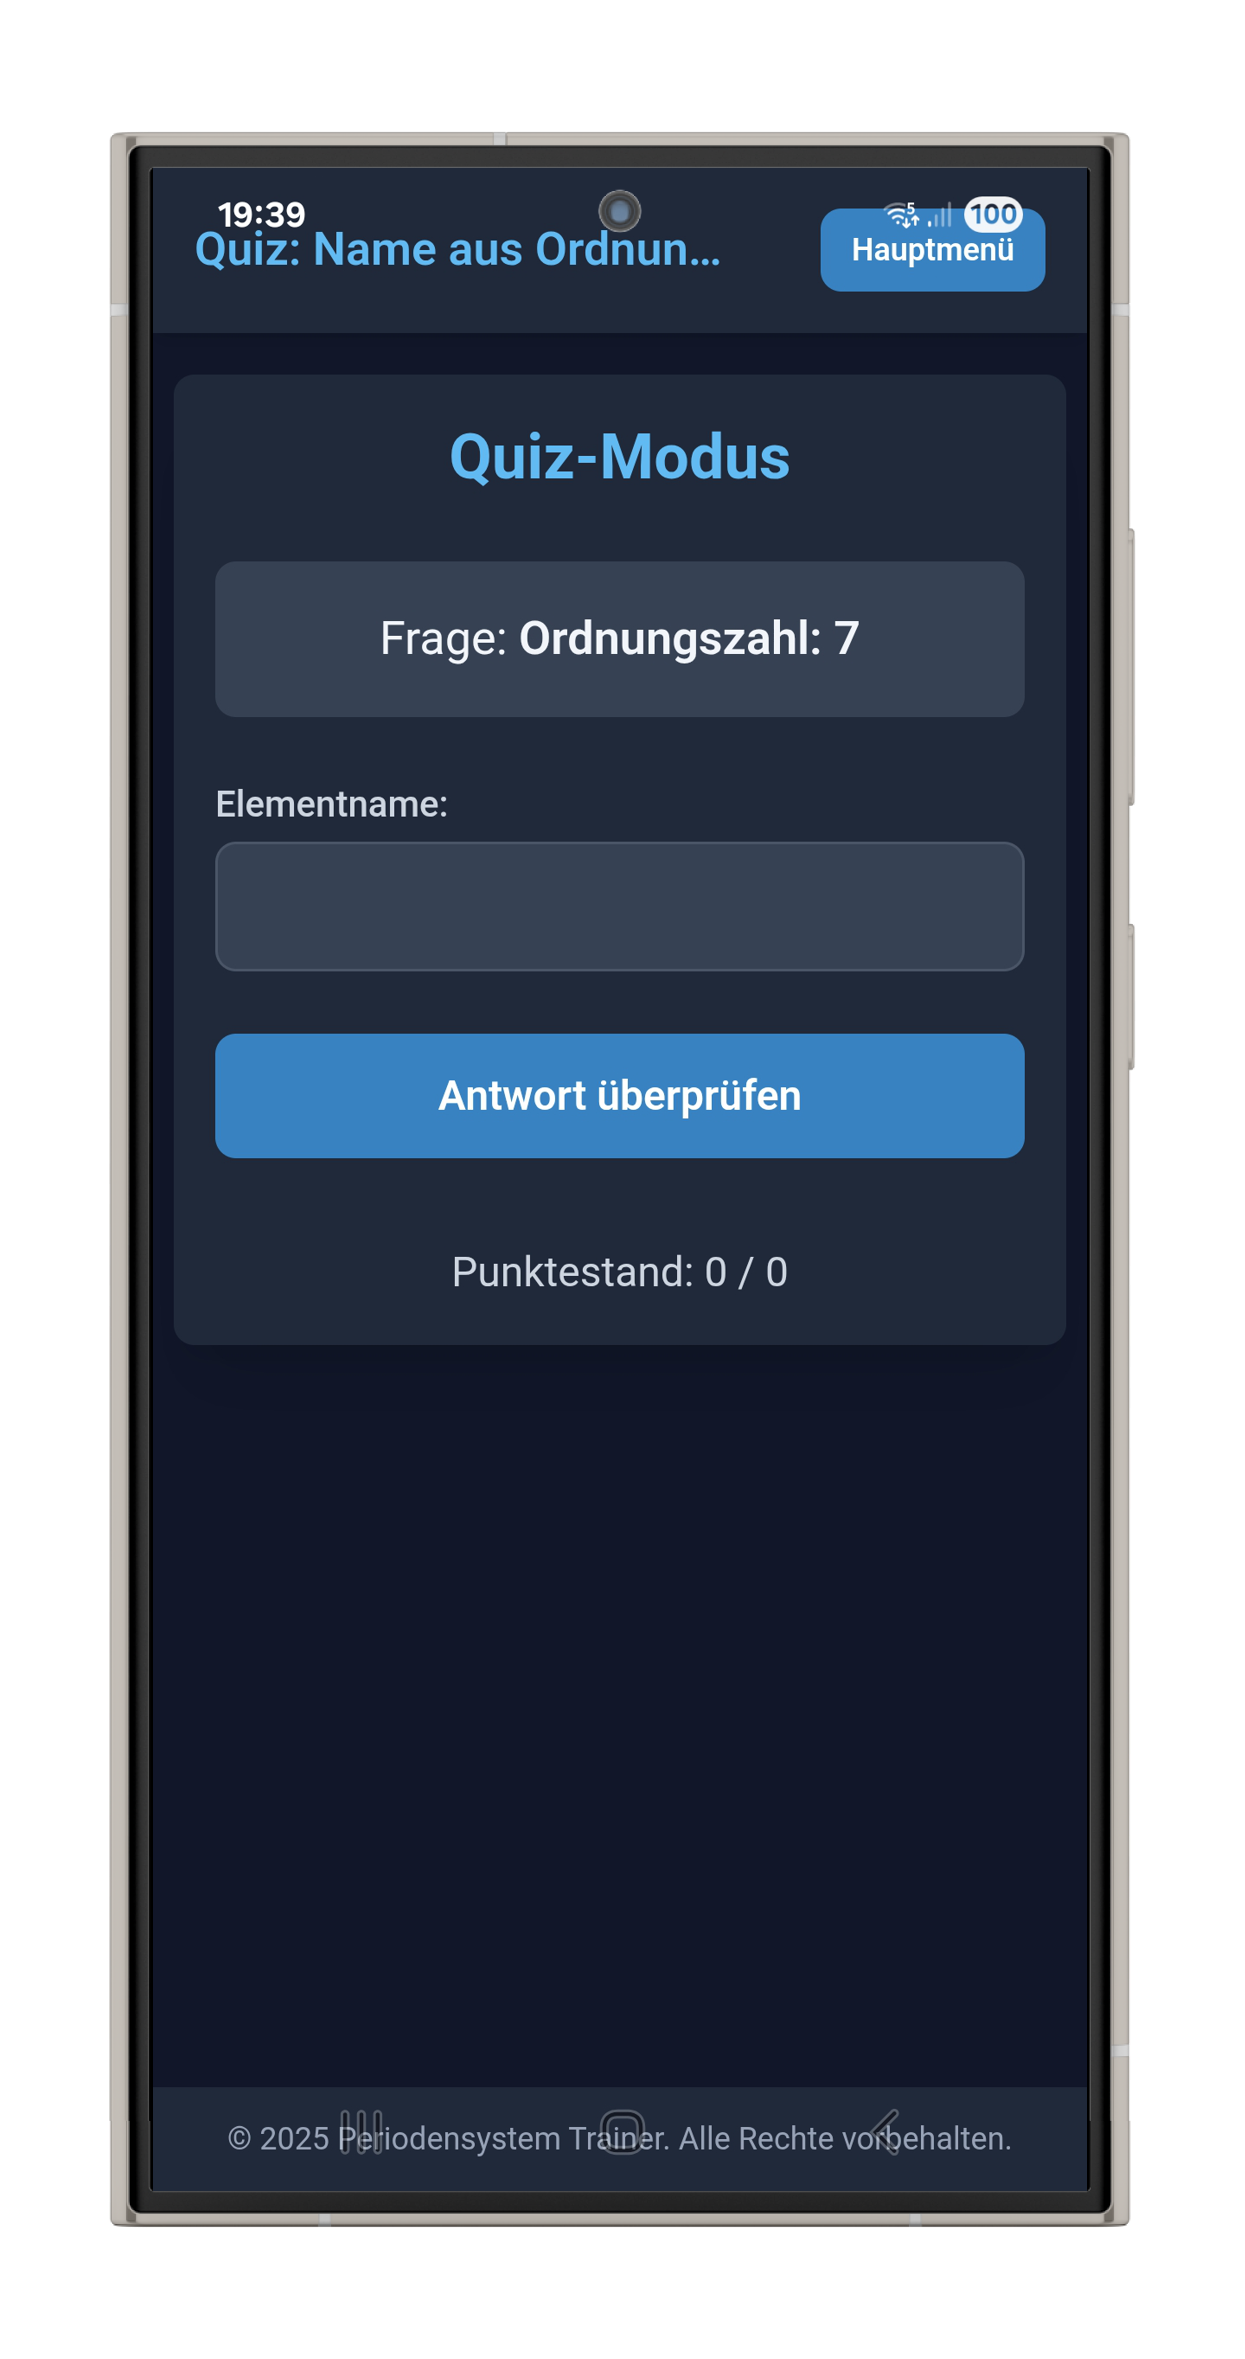 19:39
5
100
Quiz: Name aus Ordnun...
Hauptmenü
Quiz-Modus
Frage: Ordnungszahl: 7
Elementname:
Antwort überprüfen
Punktestand: 0 / 0
© 2025 Periodensystem Trainer. Alle Rechte vorbehalten.